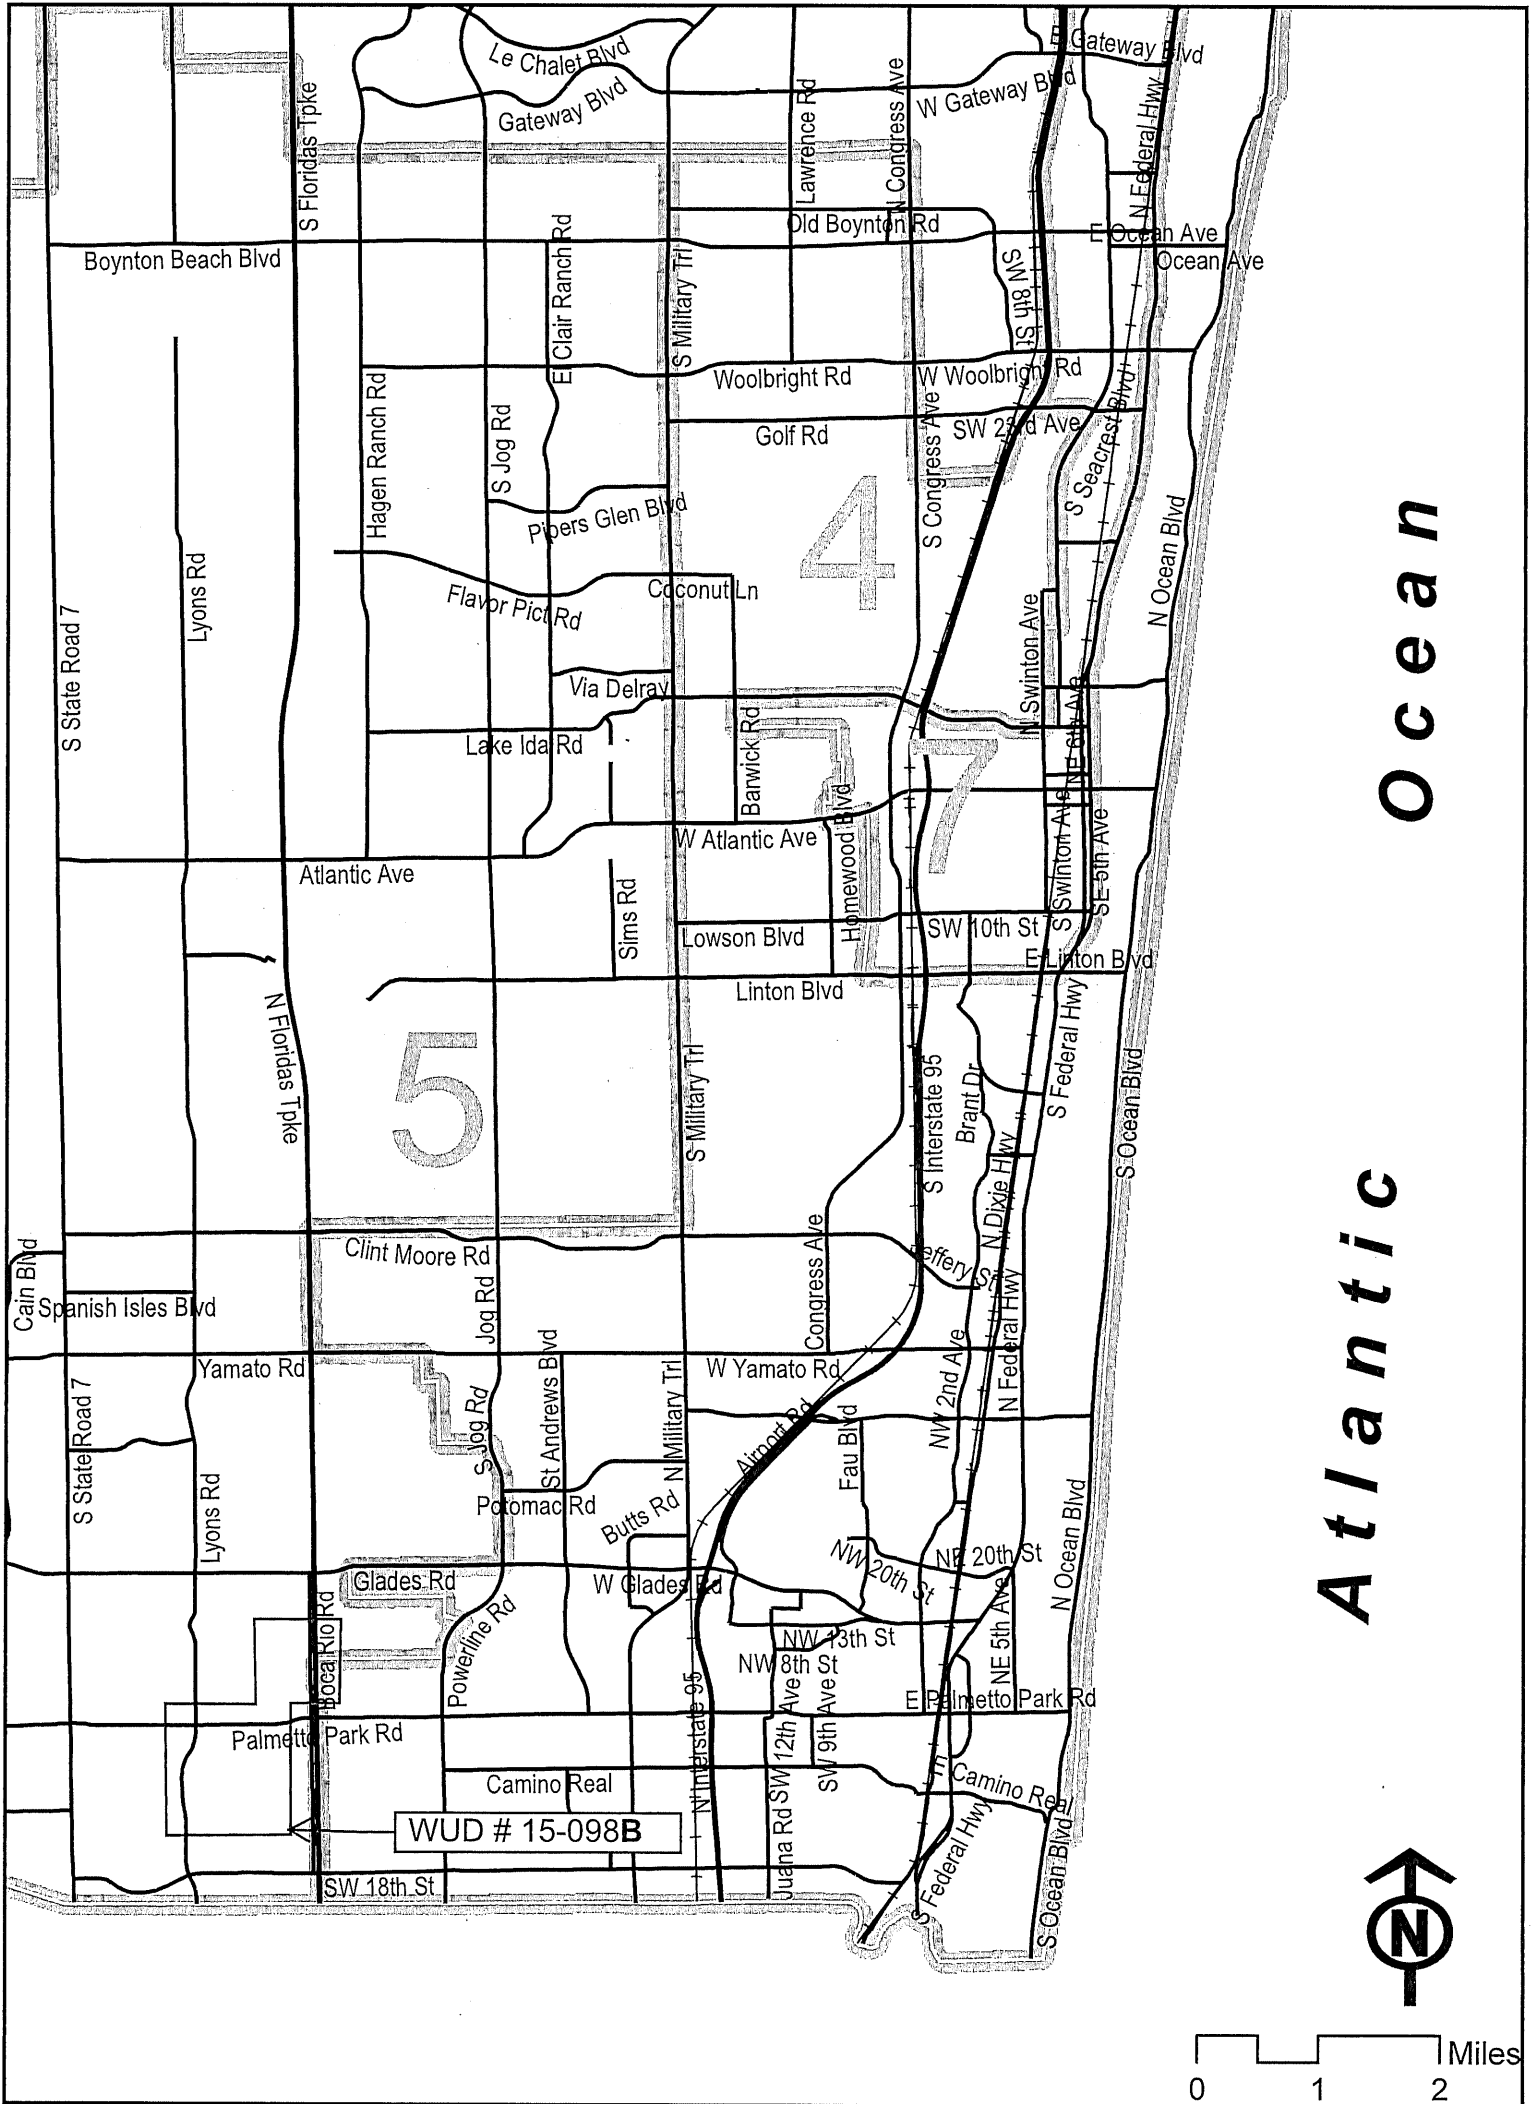 Le Chalet Blvd
Gateway Blvd
E Gateway Blvd
W Gateway Blvd
S Floridas Tpke
Lawrence Rd
N Congress Ave
N Federal Hwy
Old Boynton Rd
E Ocean Ave
Ocean Ave
Boynton Beach Blvd
El Clair Ranch Rd
S Military Trl
SW 8th St
Woolbright Rd
W Woolbright Rd
Hagen Ranch Rd
S Jog Rd
Golf Rd
S Congress Ave
SW 23rd Ave
S Seacrest Blvd
Pipers Glen Blvd
4
N Ocean Blvd
Lyons Rd
Flavor Pict Rd
Coconut Ln
S State Road 7
N Swinton Ave
Via Delray
NE 6th Ave
Lake Ida Rd
Barwick Rd
7
Homewood Blvd
W Atlantic Ave
Atlantic Ave
S Swinton Ave
SE 5th Ave
Sims Rd
Lowson Blvd
SW 10th St
E Linton Blvd
Linton Blvd
N Floridas Tpke
5
S Military Trl
S Interstate 95
Brant Dr
S Federal Hwy
S Ocean Blvd
N Dixie Hwy
Atlantic Ocean
Cain Blvd
Clint Moore Rd
Jeffery St
Spanish Isles Blvd
Jog Rd
Congress Ave
N Federal Hwy
Yamato Rd
W Yamato Rd
S State Road 7
S Jog Rd
St Andrews Blvd
N Military Trl
Airport Rd
Fau Blvd
NW 2nd Ave
Lyons Rd
Potomac Rd
Butts Rd
N Ocean Blvd
NW 20th St
NE 20th St
Glades Rd
W Glades Rd
Boca Rio Rd
Powerline Rd
NW 13th St
NW 8th St
NE 5th Ave
N Interstate 95
SW 12th Ave
SW 9th Ave
E Palmetto Park Rd
Palmetto Park Rd
Camino Real
E Camino Real
WUD # 15-098B
Juana Rd
S Federal Hwy
S Ocean Blvd
SW 18th St
N
Miles
0 1 2